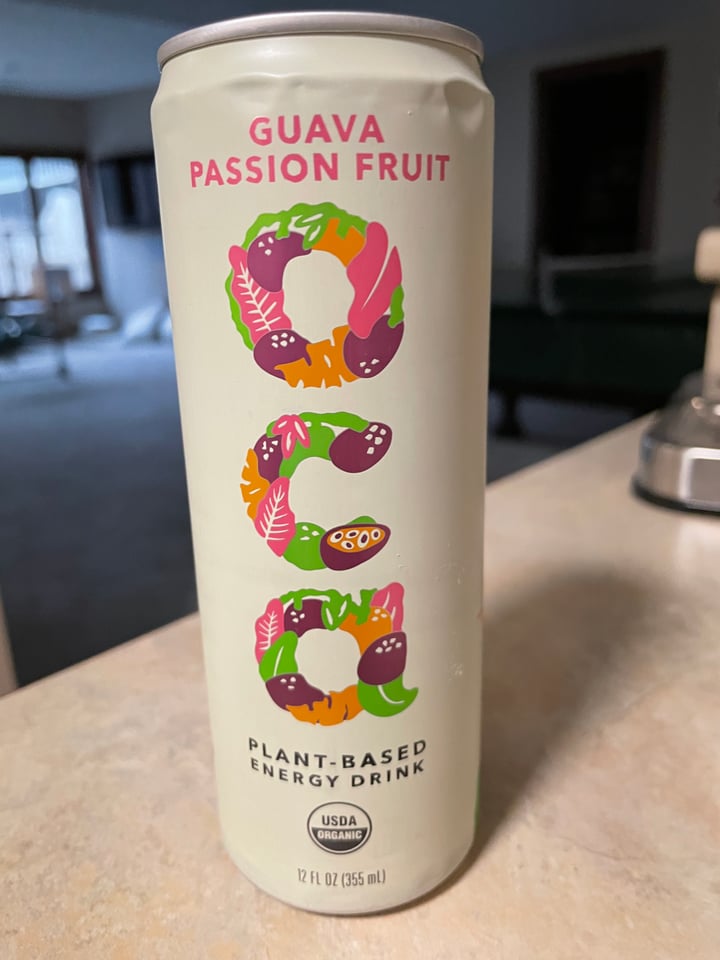 GUAVA
PASSION FRUIT
oca
PLANT-BASED
ENERGY DRINK
USDA
ORGANIC
12 FL OZ (355 mL)